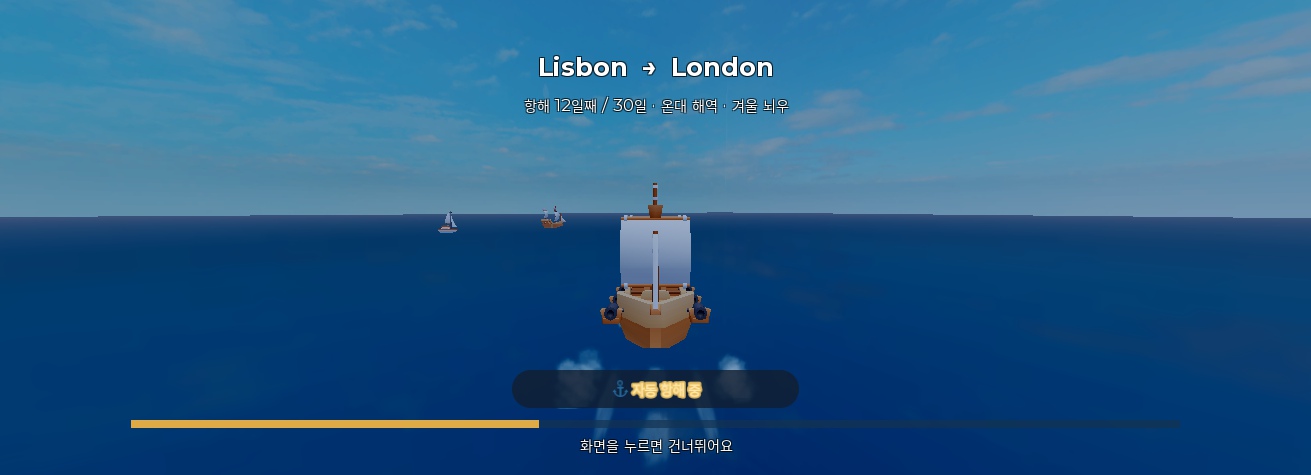 Lisbon → London
항해 12일째 / 30일 · 온대 해역 · 겨울 뇌우
⚓ 자동 항해 중
화면을 누르면 건너뛰어요